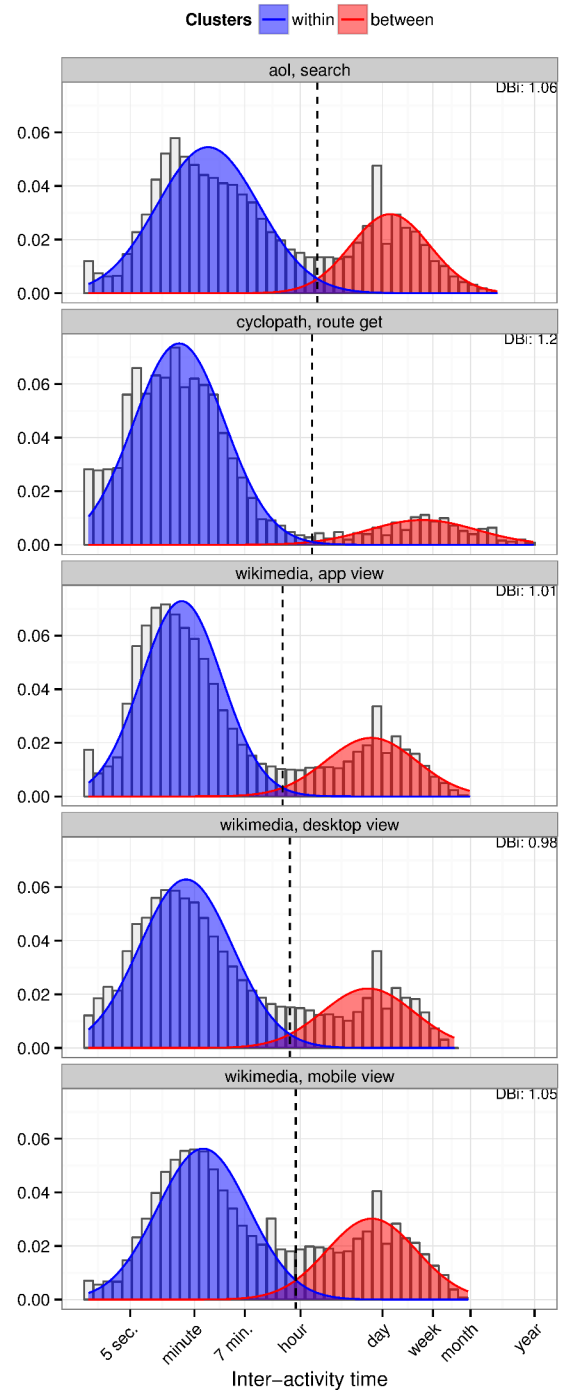 Clusters within between
aol, search
DBi: 1.06
0.06
0.04
0.02
0.00
cyclopath, route get
DBi: 1.2
0.06
0.04
0.02
0.00
wikimedia, app view
DBi: 1.01
0.06
0.04
0.02
0.00
wikimedia, desktop view
DBi: 0.98
0.06
0.04
0.02
0.00
wikimedia, mobile view
DBi: 1.05
0.06
0.04
0.02
0.00
5 sec. minute 7 min. hour day week month year
Inter−activity time